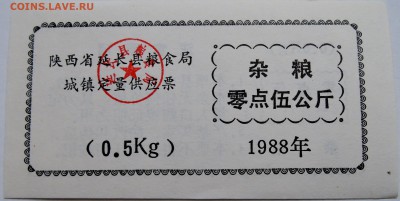 COINS.LAVE.RU
陕西省延长县粮食局
城镇定量供应票
(0.5Kg)
杂粮
零点伍公斤
1988年